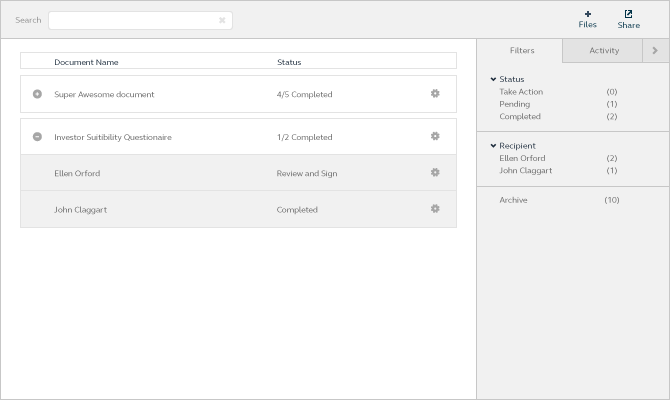 Search
Files
Share
Document Name Status
Super Awesome document 4/5 Completed
Investor Suitibility Questionaire 1/2 Completed
Ellen Orford Review and Sign
John Claggart Completed
Filters Activity
Status
Take Action (0)
Pending (1)
Completed (2)
Recipient
Ellen Orford (2)
John Claggart (1)
Archive (10)